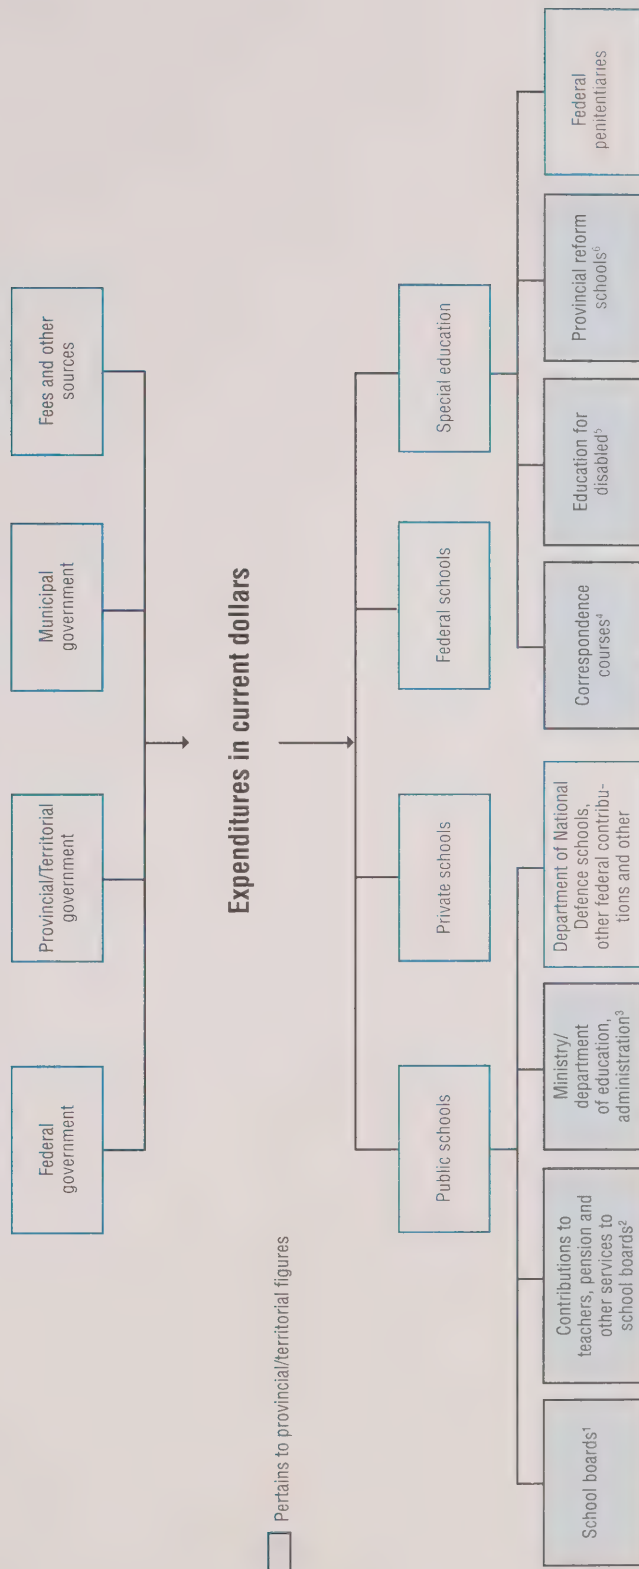 Federal
government
Provincial/Territorial
government
Municipal
government
Fees and other
sources
Expenditures in current dollars
Pertains to provincial/territorial figures
Public schools
Private schools
Federal schools
Special education
School boards¹
Contributions to
teachers, pension and
other services to
school boards²
Ministry/
department
of education,
administration³
Department of National
Defence schools,
other federal contribu-
tions and other
Correspondence
courses⁴
Education for
disabled⁵
Provincial reform
schools⁶
Federal
penitentiaries